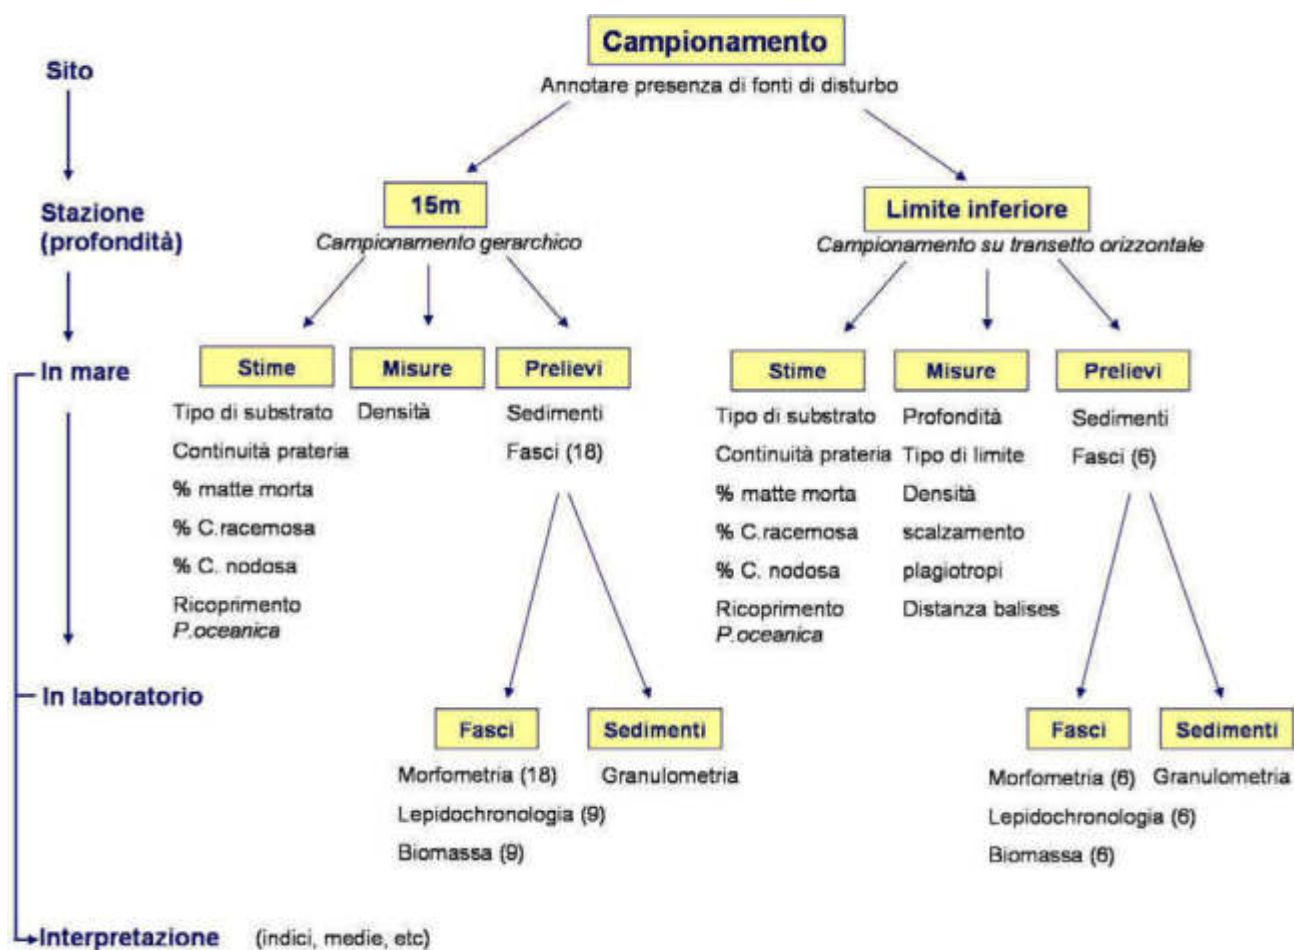 Campionamento
Annotare presenza di fonti di disturbo
Sito
Stazione
(profondità)
15m
Campionamento gerarchico
Limite inferiore
Campionamento su transetto orizzontale
In mare
Stime
Tipo di substrato
Continuità prateria
% matte morta
% C.racemosa
% C. nodosa
Ricoprimento
P.oceanica
Misure
Densità
Prelievi
Sedimenti
Fasci (18)
Stime
Tipo di substrato
Continuità prateria
% matte morta
% C.racemosa
% C. nodosa
Ricoprimento
P.oceanica
Misure
Profondità
Tipo di limite
Densità
scalzamento
plagiotropi
Distanza balises
Prelievi
Sedimenti
Fasci (6)
In laboratorio
Fasci
Morfometria (18)
Lepidochronologia (9)
Biomassa (9)
Sedimenti
Granulometria
Fasci
Morfometria (6)
Lepidochronologia (6)
Biomassa (6)
Sedimenti
Granulometria
Interpretazione (indici, medie, etc)